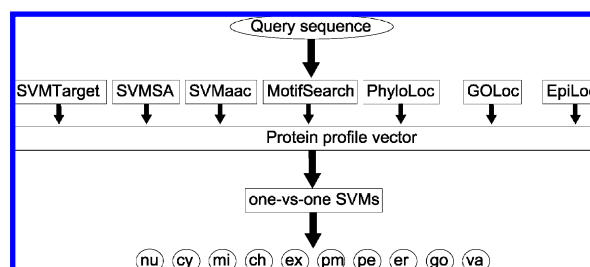 Query sequence
SVMTarget SVMSA SVMaac MotifSearch PhyloLoc GOLoc EpiLoc
Protein profile vector
one-vs-one SVMs
nu cy mi ch ex pm pe er go va